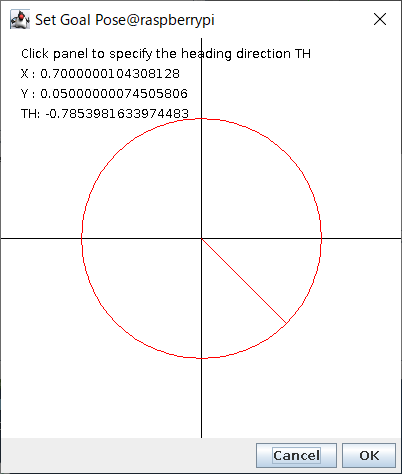 Set Goal Pose@raspberrypi
Click panel to specify the heading direction TH
X : 0.7000000104308128
Y : 0.05000000074505806
TH: -0.7853981633974483
Cancel
OK